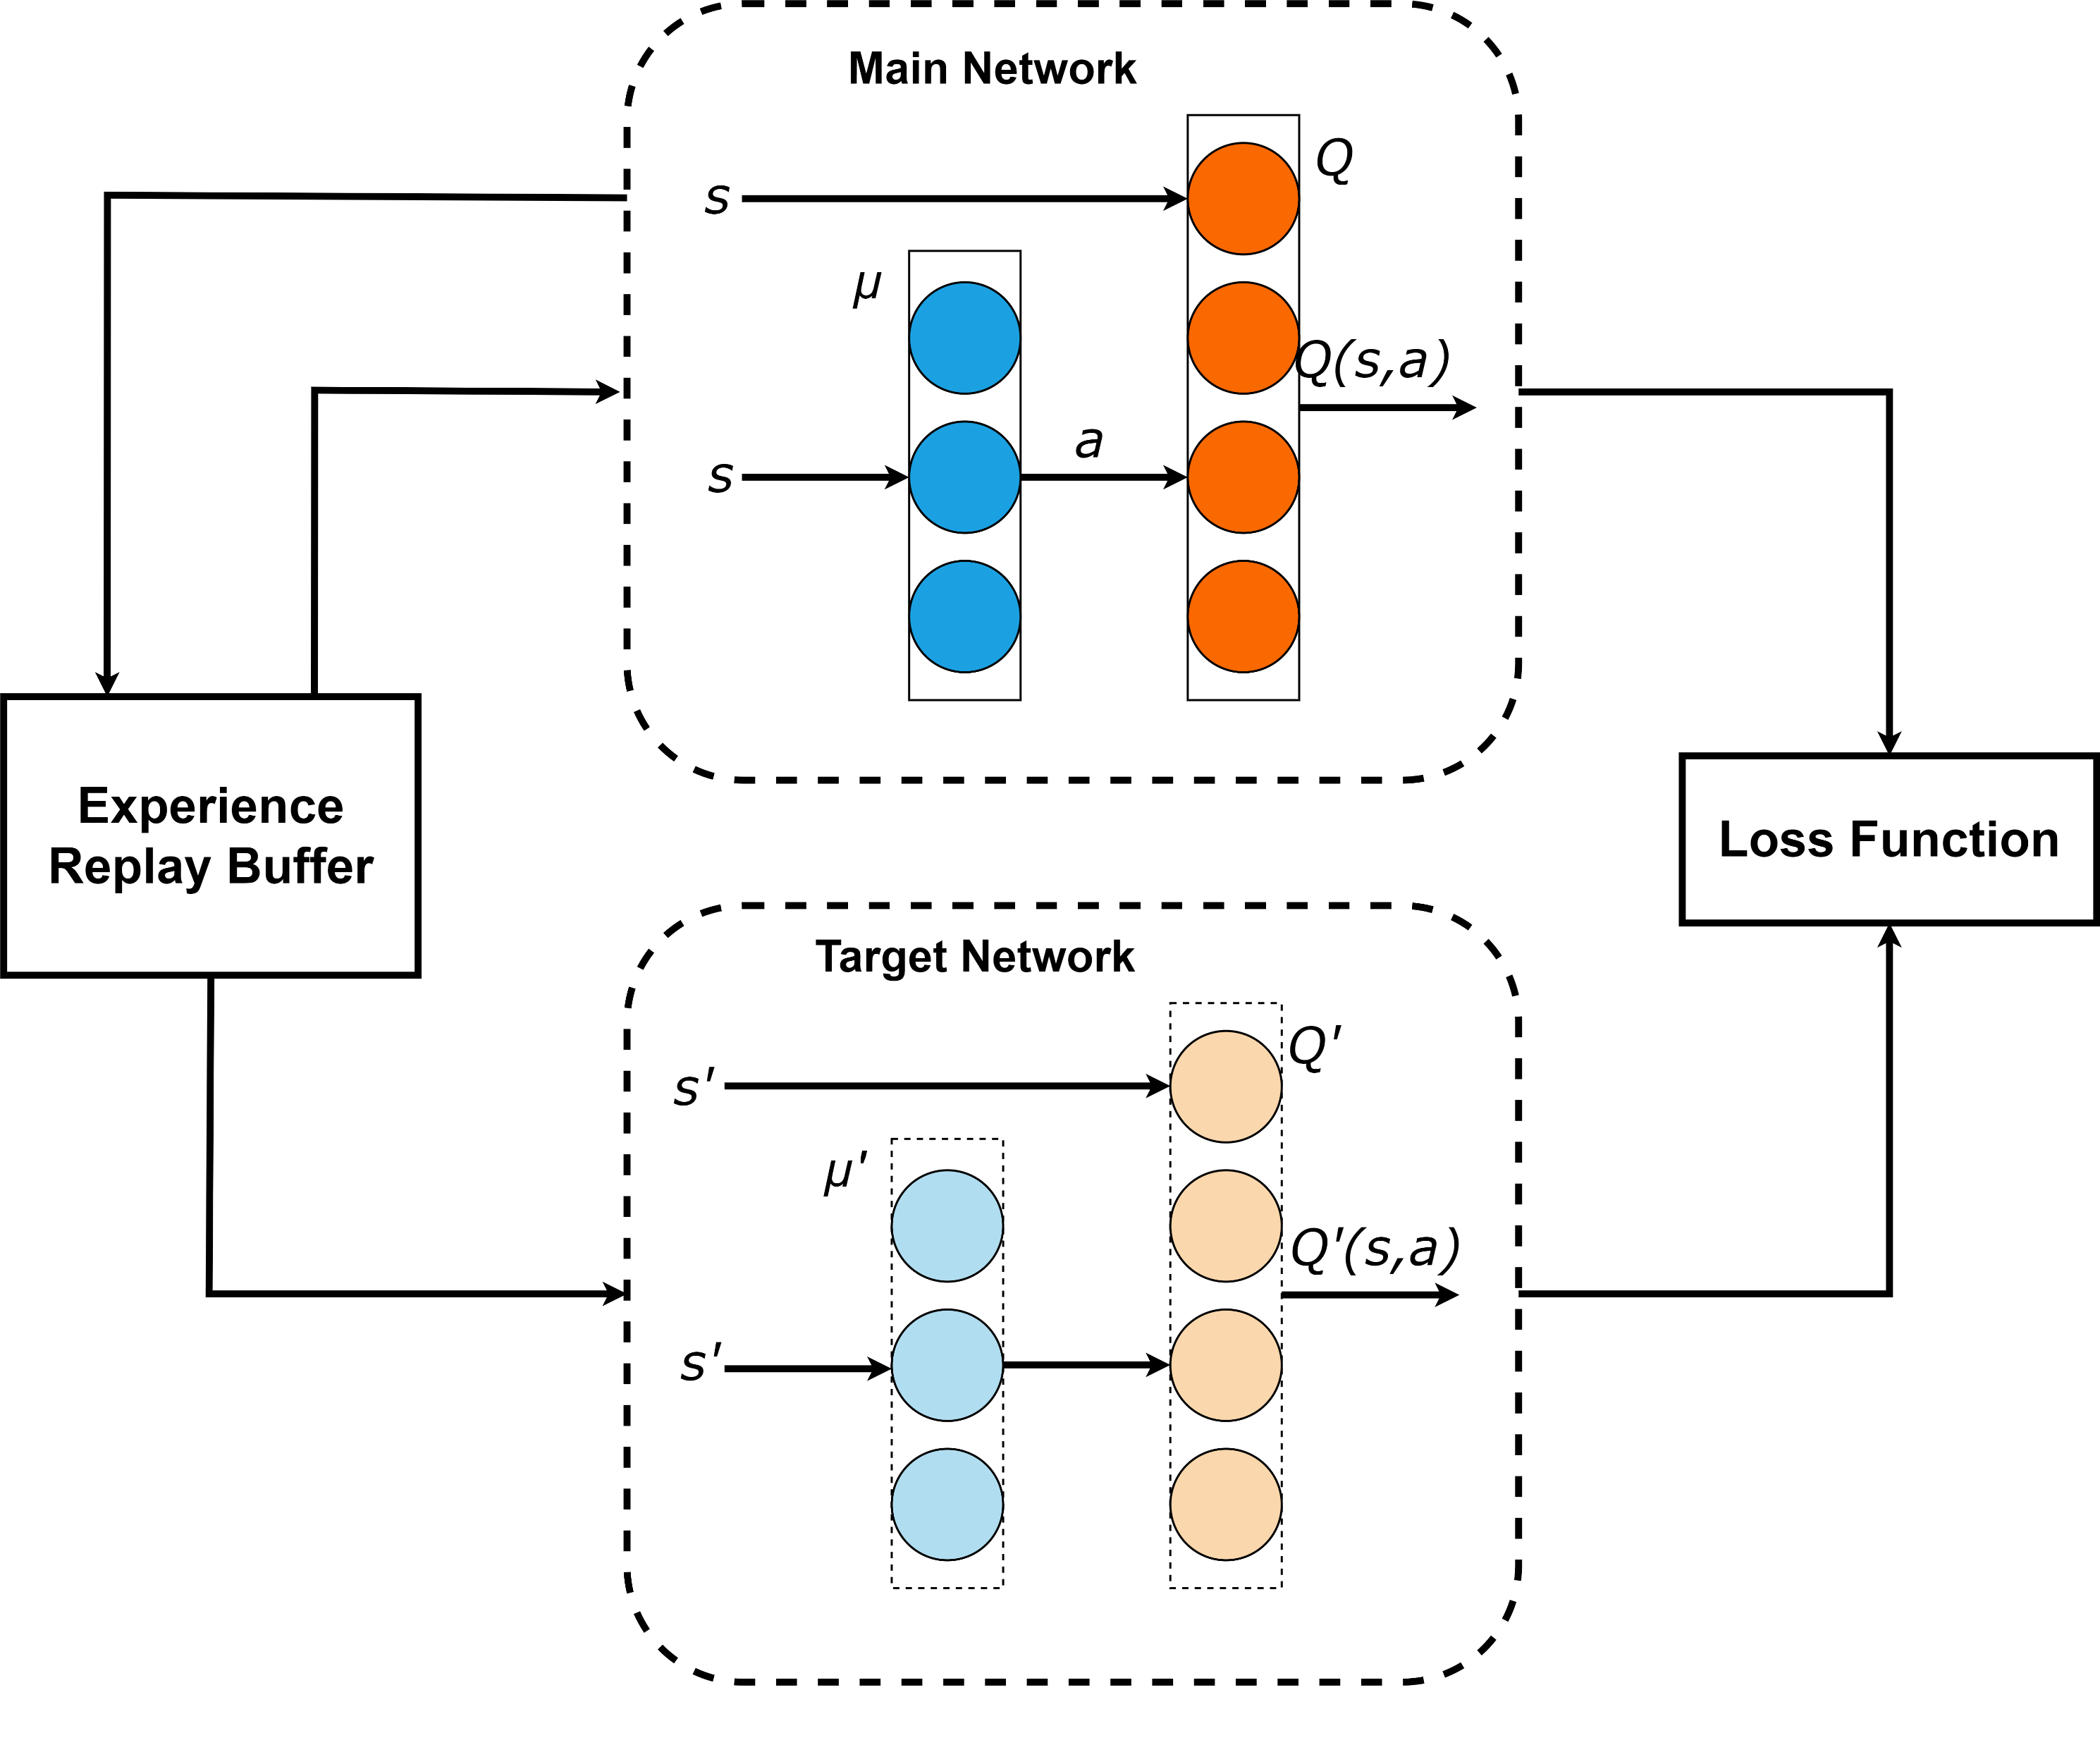 Main Network
Q
s
μ
Q(s,a)
a
s
Experience
Replay Buffer
Loss Function
Target Network
Q'
s'
μ'
Q'(s,a)
s'